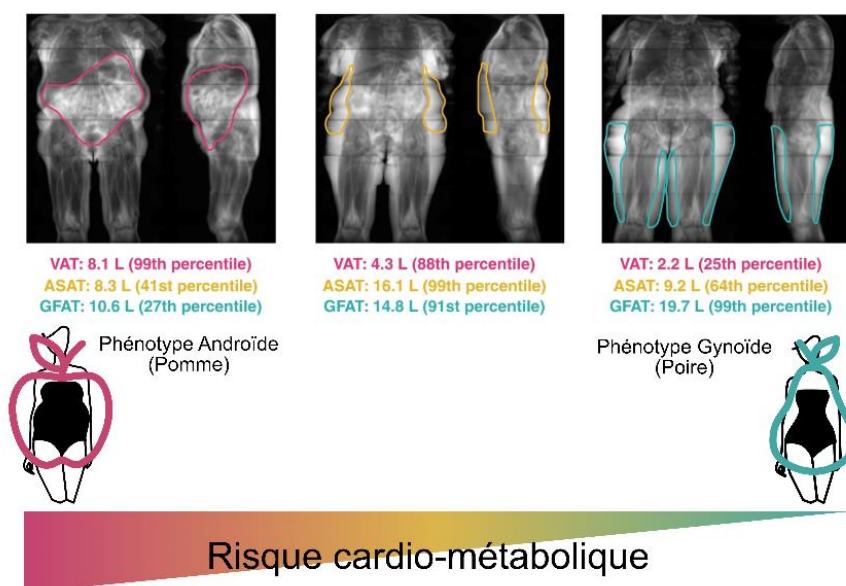 VAT: 8.1 L (99th percentile)
ASAT: 8.3 L (41st percentile)
GFAT: 10.6 L (27th percentile)
VAT: 4.3 L (88th percentile)
ASAT: 16.1 L (99th percentile)
GFAT: 14.8 L (91st percentile)
VAT: 2.2 L (25th percentile)
ASAT: 9.2 L (64th percentile)
GFAT: 19.7 L (99th percentile)
Phénotype Androïde
(Pomme)
Phénotype Gynoïde
(Poire)
Risque cardio-métabolique